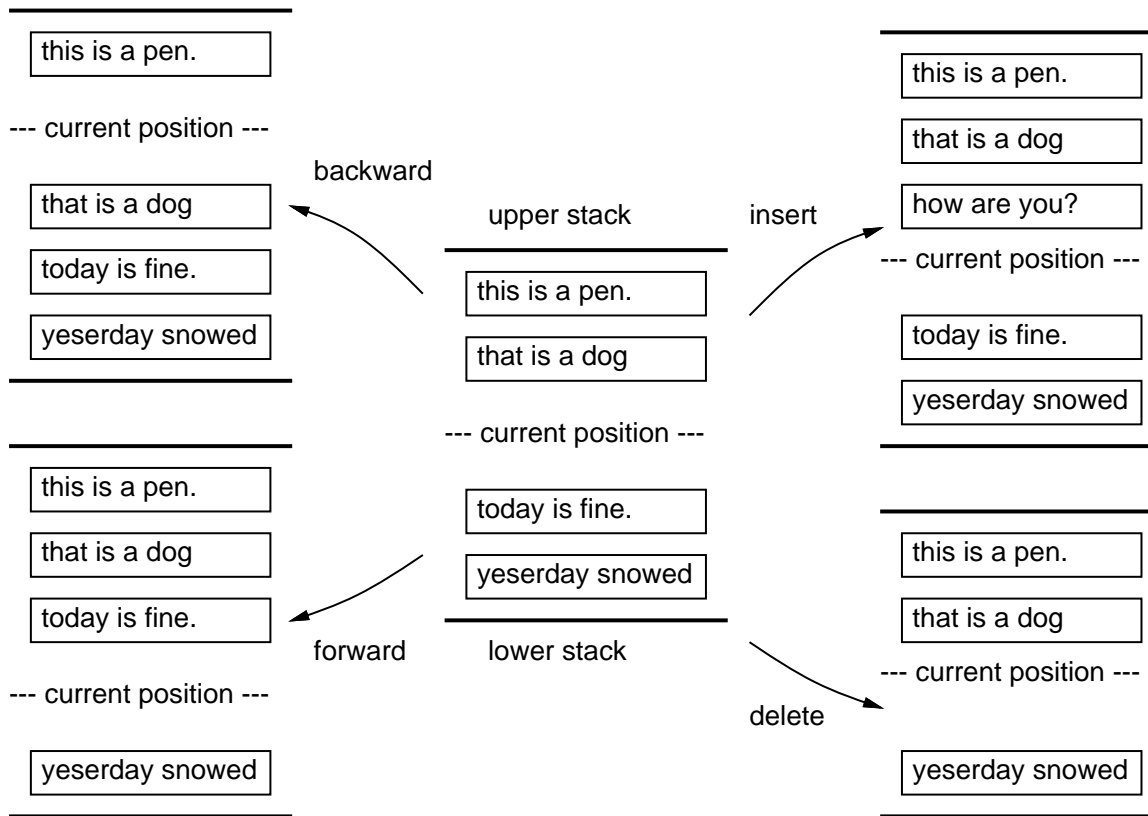 this is a pen.
--- current position ---
that is a dog
today is fine.
yeserday snowed
backward
this is a pen.
that is a dog
today is fine.
--- current position ---
yeserday snowed
forward
upper stack
this is a pen.
that is a dog
--- current position ---
today is fine.
yeserday snowed
lower stack
insert
this is a pen.
that is a dog
how are you?
--- current position ---
today is fine.
yeserday snowed
delete
this is a pen.
that is a dog
--- current position ---
yeserday snowed